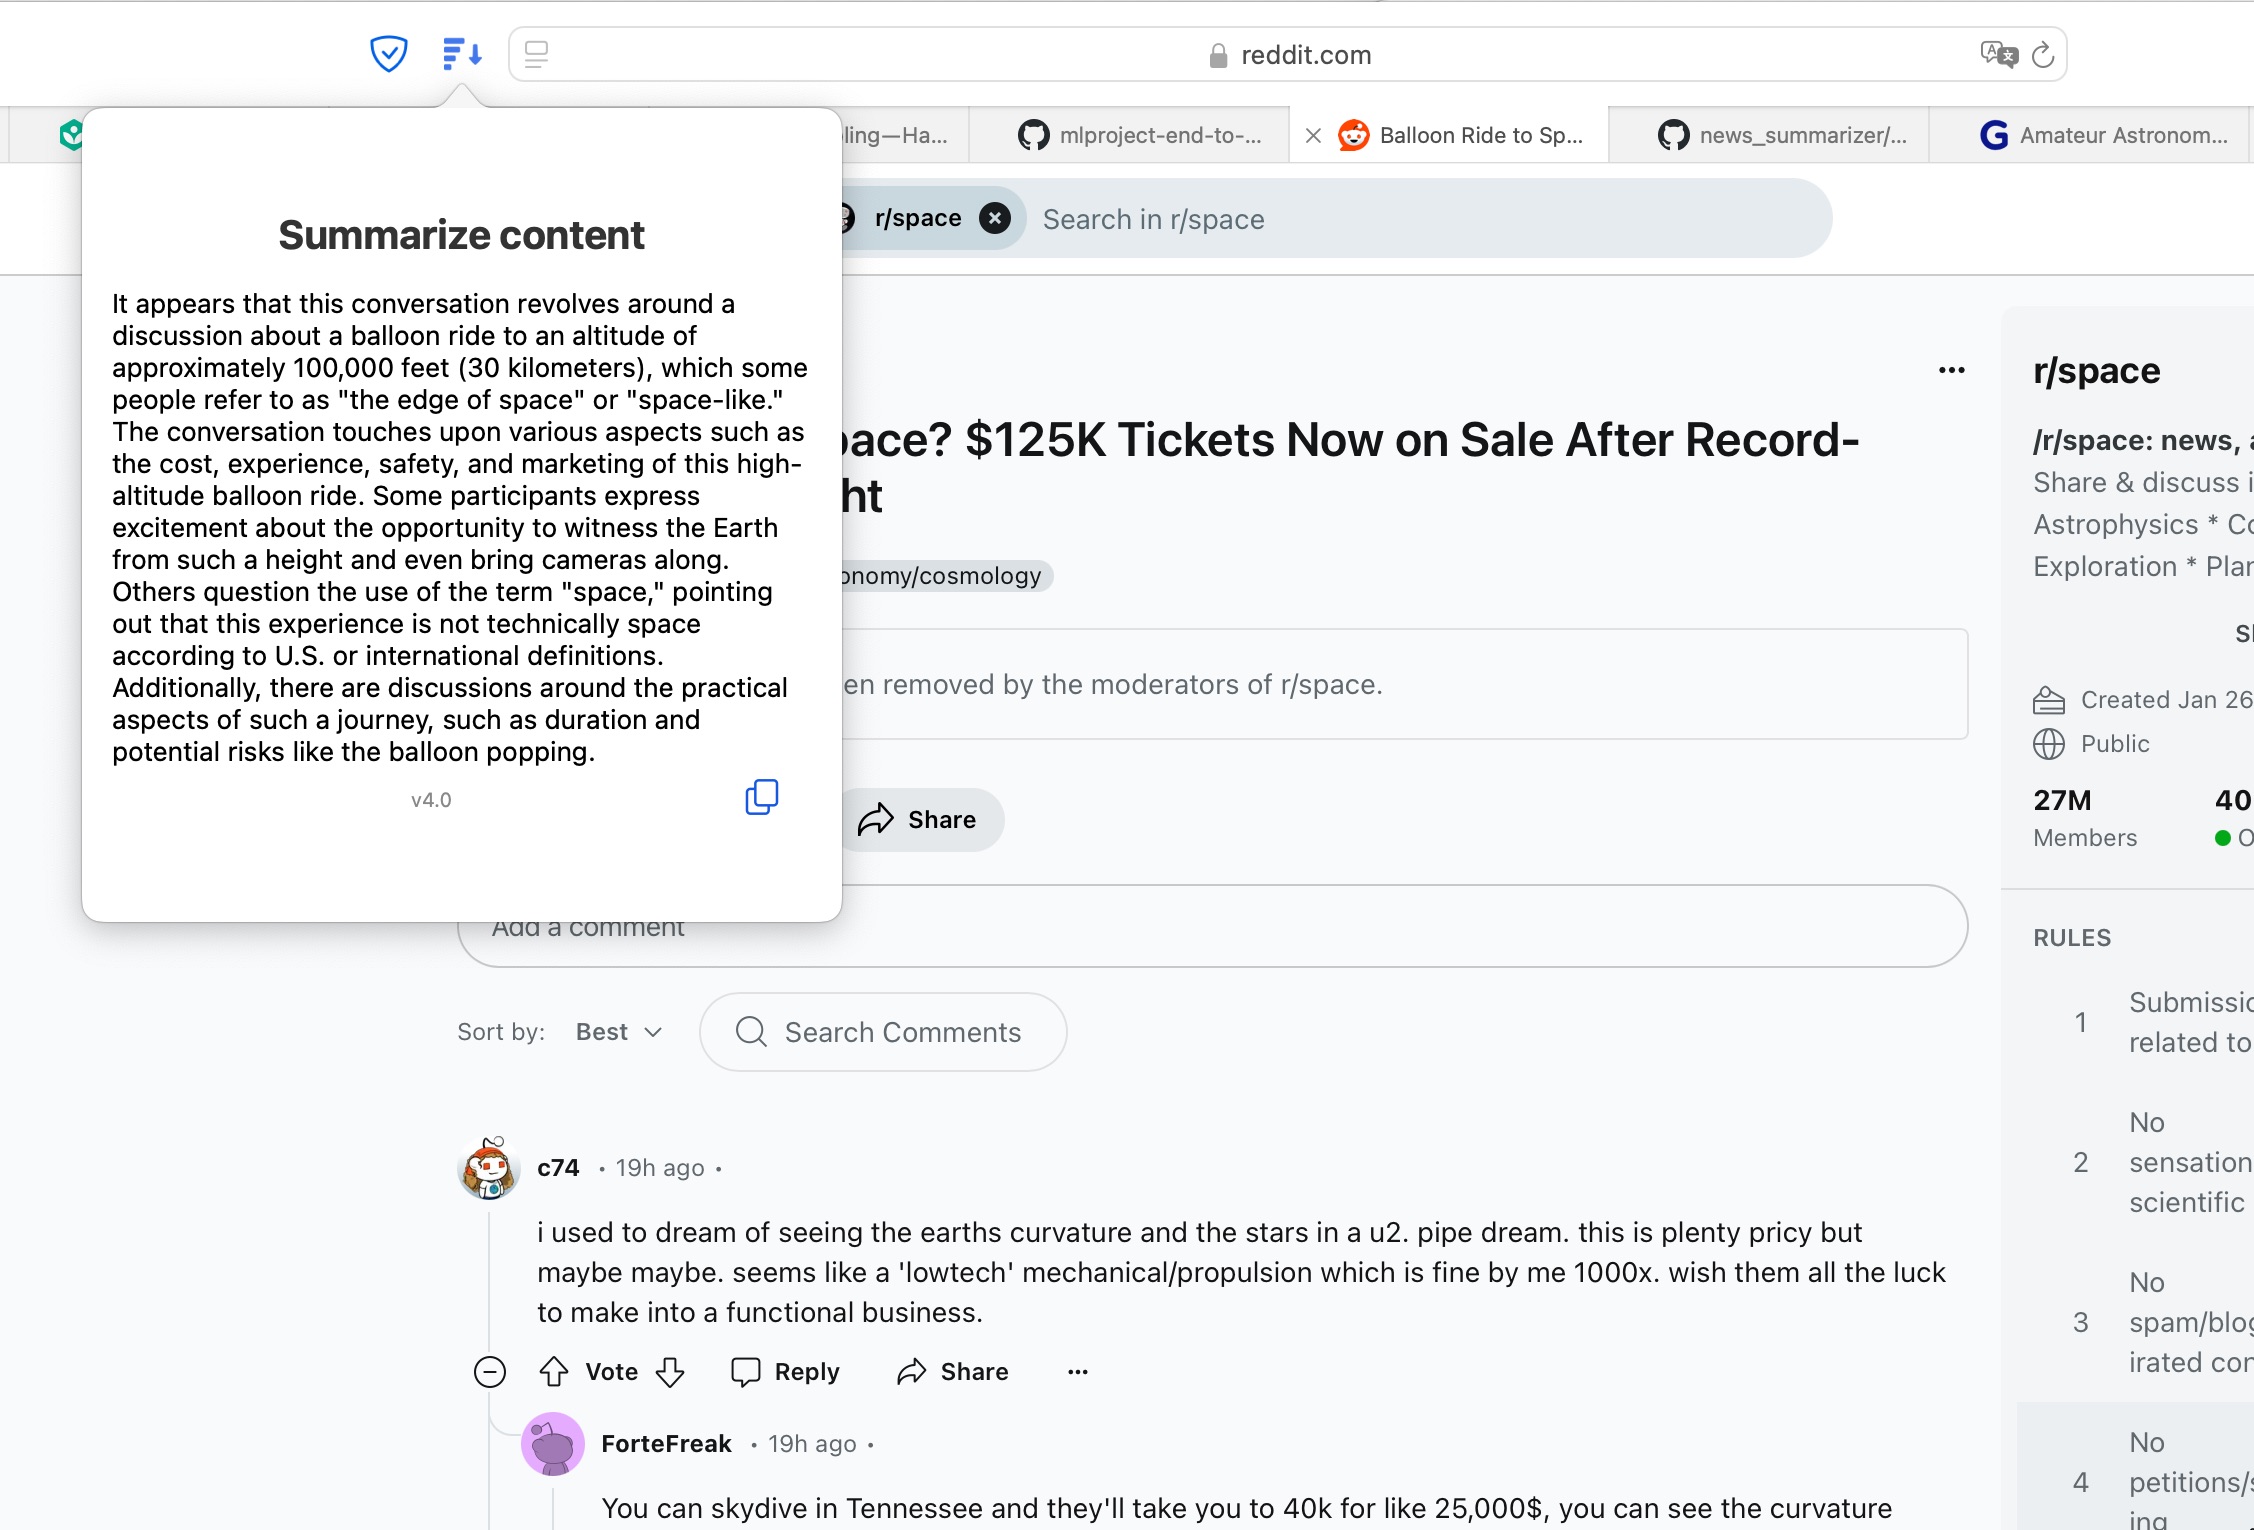 reddit.com
ling—Ha...
mlproject-end-to-...
Balloon Ride to Sp...
news_summarizer/...
Amateur Astronom...
r/space
Search in r/space
Summarize content
It appears that this conversation revolves around a
discussion about a balloon ride to an altitude of
approximately 100,000 feet (30 kilometers), which some
people refer to as "the edge of space" or "space-like."
The conversation touches upon various aspects such as
the cost, experience, safety, and marketing of this high-
altitude balloon ride. Some participants express
excitement about the opportunity to witness the Earth
from such a height and even bring cameras along.
Others question the use of the term "space," pointing
out that this experience is not technically space
according to U.S. or international definitions.
Additionally, there are discussions around the practical
aspects of such a journey, such as duration and
potential risks like the balloon popping.
v4.0
pace? $125K Tickets Now on Sale After Record-
ht
onomy/cosmology
en removed by the moderators of r/space.
Share
Add a comment
Sort by: Best
Search Comments
c74 • 19h ago •
i used to dream of seeing the earths curvature and the stars in a u2. pipe dream. this is plenty pricy but
maybe maybe. seems like a 'lowtech' mechanical/propulsion which is fine by me 1000x. wish them all the luck
to make into a functional business.
Vote Reply Share ...
ForteFreak • 19h ago •
You can skydive in Tennessee and they'll take you to 40k for like 25,000$, you can see the curvature
r/space
/r/space: news, a
Share & discuss i
Astrophysics * Co
Exploration * Plan
Created Jan 26
Public
27M 40
Members
RULES
1 Submissio
related to
2 No
sensation
scientific
3 No
spam/blog
irated con
4 No
petitions/s
ing